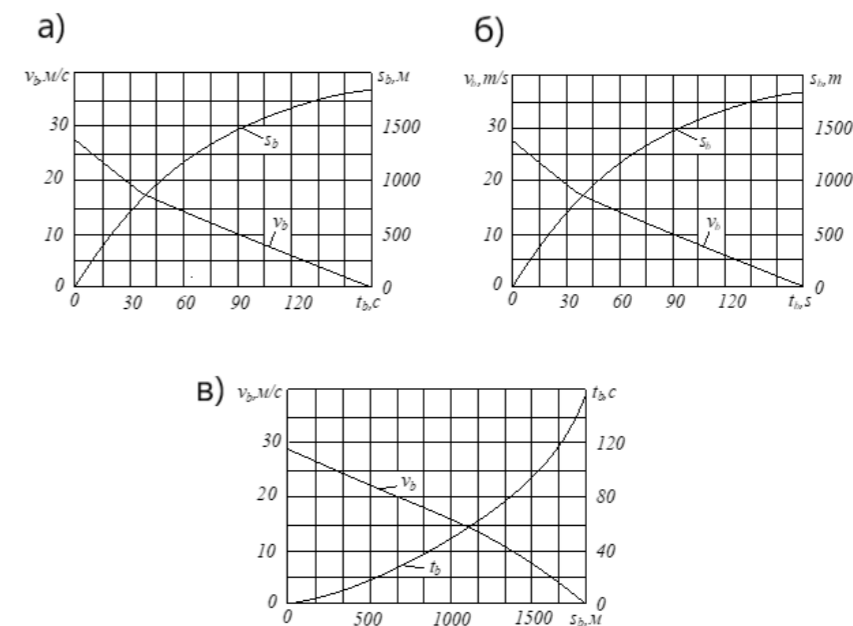 а)
v_b,м/с s_b,м
30 1500
s_b
20 1000
v_b
10 500
0 0
0 30 60 90 120 t_b,с
б)
v_b,m/s s_b,m
30 1500
s_b
20 1000
v_b
10 500
0 0
0 30 60 90 120 t_b,s
в)
v_b,м/с t_b,с
30 120
v_b
20 80
10 40
t_b
0 0
0 500 1000 1500 s_b,м